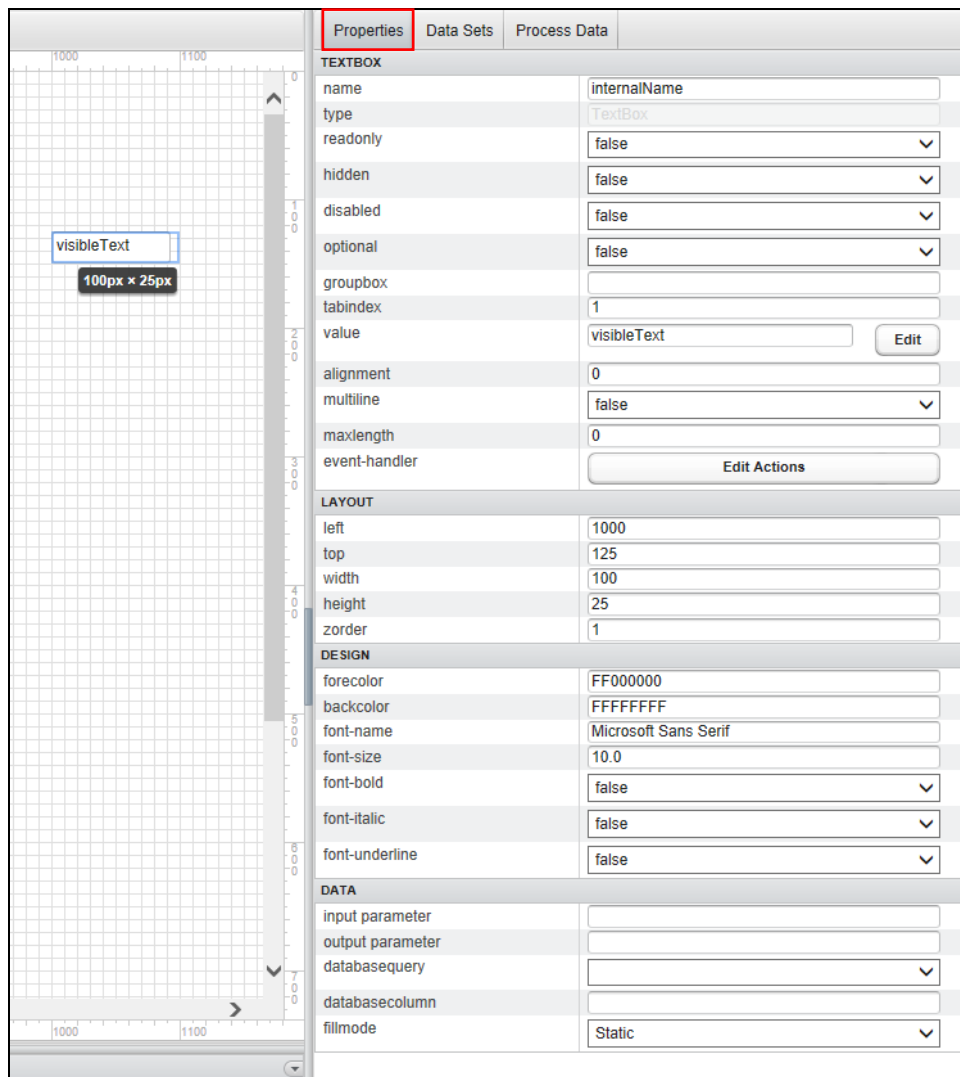 Properties Data Sets Process Data
1000 1100
TEXTBOX
0
name internalName
type TextBox
readonly false
hidden false
disabled false
100
optional false
visibleText
100px × 25px
groupbox
tabindex 1
value visibleText Edit
200
alignment 0
multiline false
maxlength 0
event-handler Edit Actions
300
LAYOUT
left 1000
top 125
width 100
height 25
400
zorder 1
DESIGN
forecolor FF000000
backcolor FFFFFFFF
font-name Microsoft Sans Serif
500
font-size 10.0
font-bold false
font-italic false
font-underline false
600
DATA
input parameter
output parameter
databasequery
700
databasecolumn
fillmode Static
1000 1100